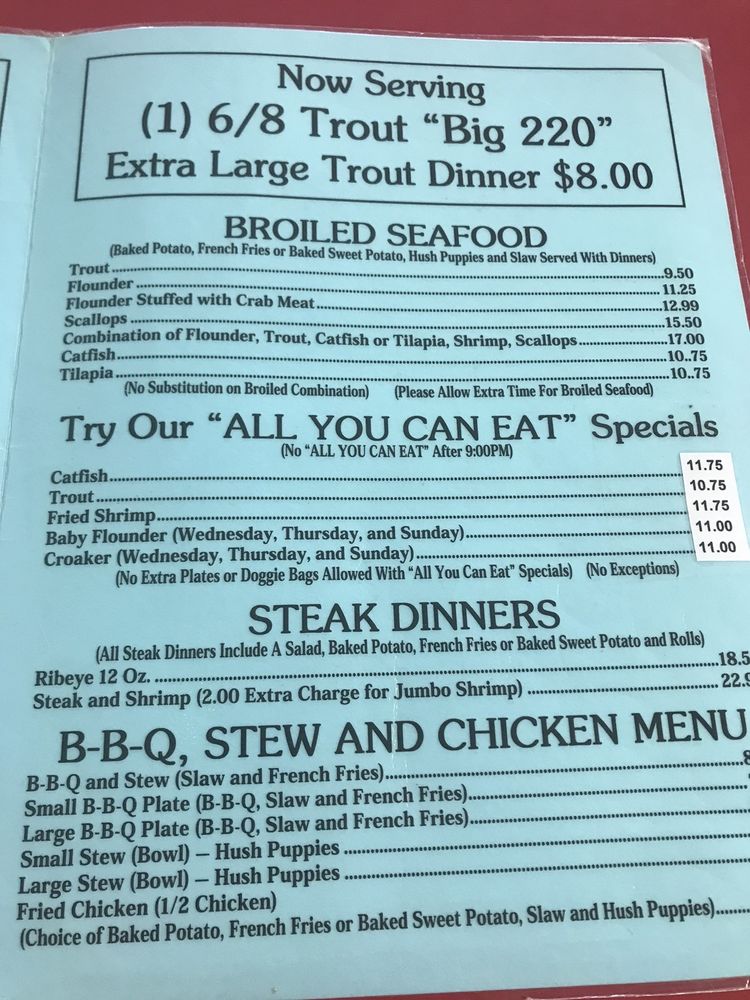 Now Serving
(1) 6/8 Trout “Big 220”
Extra Large Trout Dinner $8.00
BROILED SEAFOOD
(Baked Potato, French Fries or Baked Sweet Potato, Hush Puppies and Slaw Served With Dinners)
Trout 9.50
Flounder 11.25
Flounder Stuffed with Crab Meat 12.99
Scallops 15.50
Combination of Flounder, Trout, Catfish or Tilapia, Shrimp, Scallops 17.00
Catfish 10..75
Tilapia 10..75
(No Substitution on Broiled Combination) (Please Allow Extra Time For Broiled Seafood)
Try Our “ALL YOU CAN EAT” Specials
(No “ALL YOU CAN EAT” After 9:00PM)
Catfish 11.75
Trout 10.75
Fried Shrimp 11.75
Baby Flounder (Wednesday, Thursday, and Sunday) 11.00
Croaker (Wednesday, Thursday, and Sunday) 11.00
(No Extra Plates or Doggie Bags Allowed With “All You Can Eat” Specials) (No Exceptions)
STEAK DINNERS
(All Steak Dinners Include A Salad, Baked Potato, French Fries or Baked Sweet Potato and Rolls)
Ribeye 12 Oz. 18.5
Steak and Shrimp (2.00 Extra Charge for Jumbo Shrimp) 22.9
B-B-Q, STEW AND CHICKEN MENU
B-B-Q and Stew (Slaw and French Fries) 8
Small B-B-Q Plate (B-B-Q, Slaw and French Fries)
Large B-B-Q Plate (B-B-Q, Slaw and French Fries)
Small Stew (Bowl) – Hush Puppies
Large Stew (Bowl) – Hush Puppies
Fried Chicken (1/2 Chicken)
(Choice of Baked Potato, French Fries or Baked Sweet Potato, Slaw and Hush Puppies)